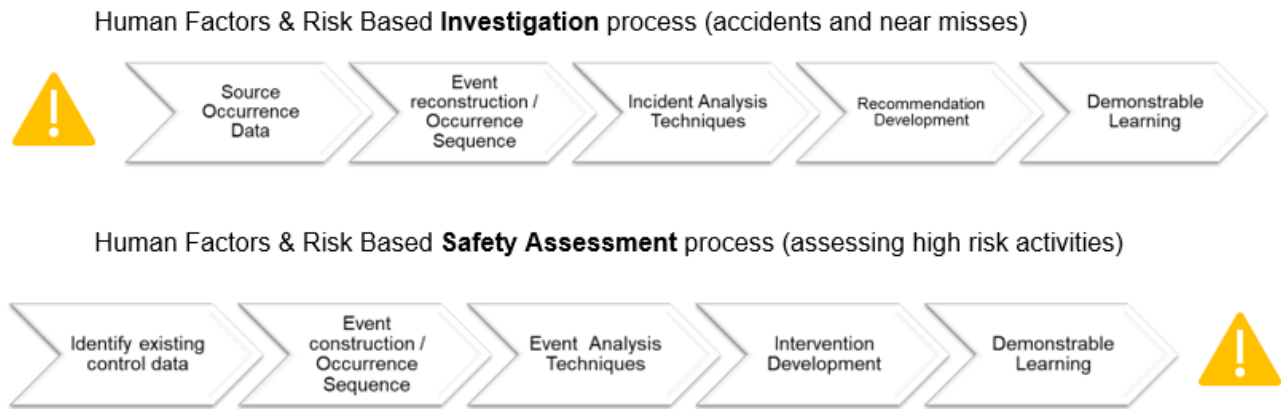 Human Factors & Risk Based Investigation process (accidents and near misses)
Source
Occurrence
Data
Event
reconstruction /
Occurrence
Sequence
Incident Analysis
Techniques
Recommendation
Development
Demonstrable
Learning
Human Factors & Risk Based Safety Assessment process (assessing high risk activities)
Identify existing
control data
Event
construction /
Occurrence
Sequence
Event Analysis
Techniques
Intervention
Development
Demonstrable
Learning